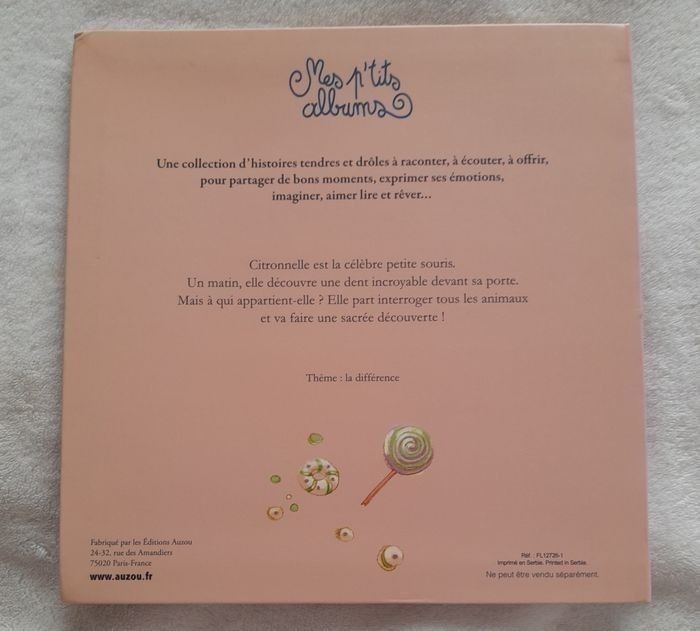 Mes p'tits
albums
Une collection d'histoires tendres et drôles à raconter, à écouter, à offrir,
pour partager de bons moments, exprimer ses émotions,
imaginer, aimer lire et rêver...
Citronnelle est la célèbre petite souris.
Un matin, elle découvre une dent incroyable devant sa porte.
Mais à qui appartient-elle ? Elle part interroger tous les animaux
et va faire une sacrée découverte !
Thème : la différence
Fabriqué par les Éditions Auzou
24-32, rue des Amandiers
75020 Paris-France
www.auzou.fr
Réf. : FL12726-1
Imprimé en Serbie. Printed in Serbia.
Ne peut être vendu séparément.